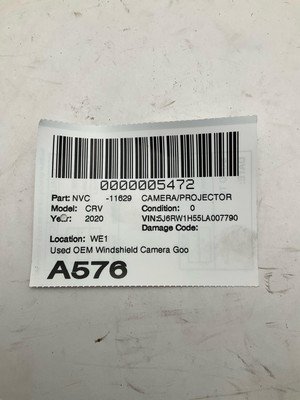 0000005472
Part: NVC -11629 CAMERA/PROJECTOR
Model: CRV Condition: 0
Year: 2020 VIN:5J6RW1H55LA007790
Damage Code:
Location: WE1
Used OEM Windshield Camera Goo
A576